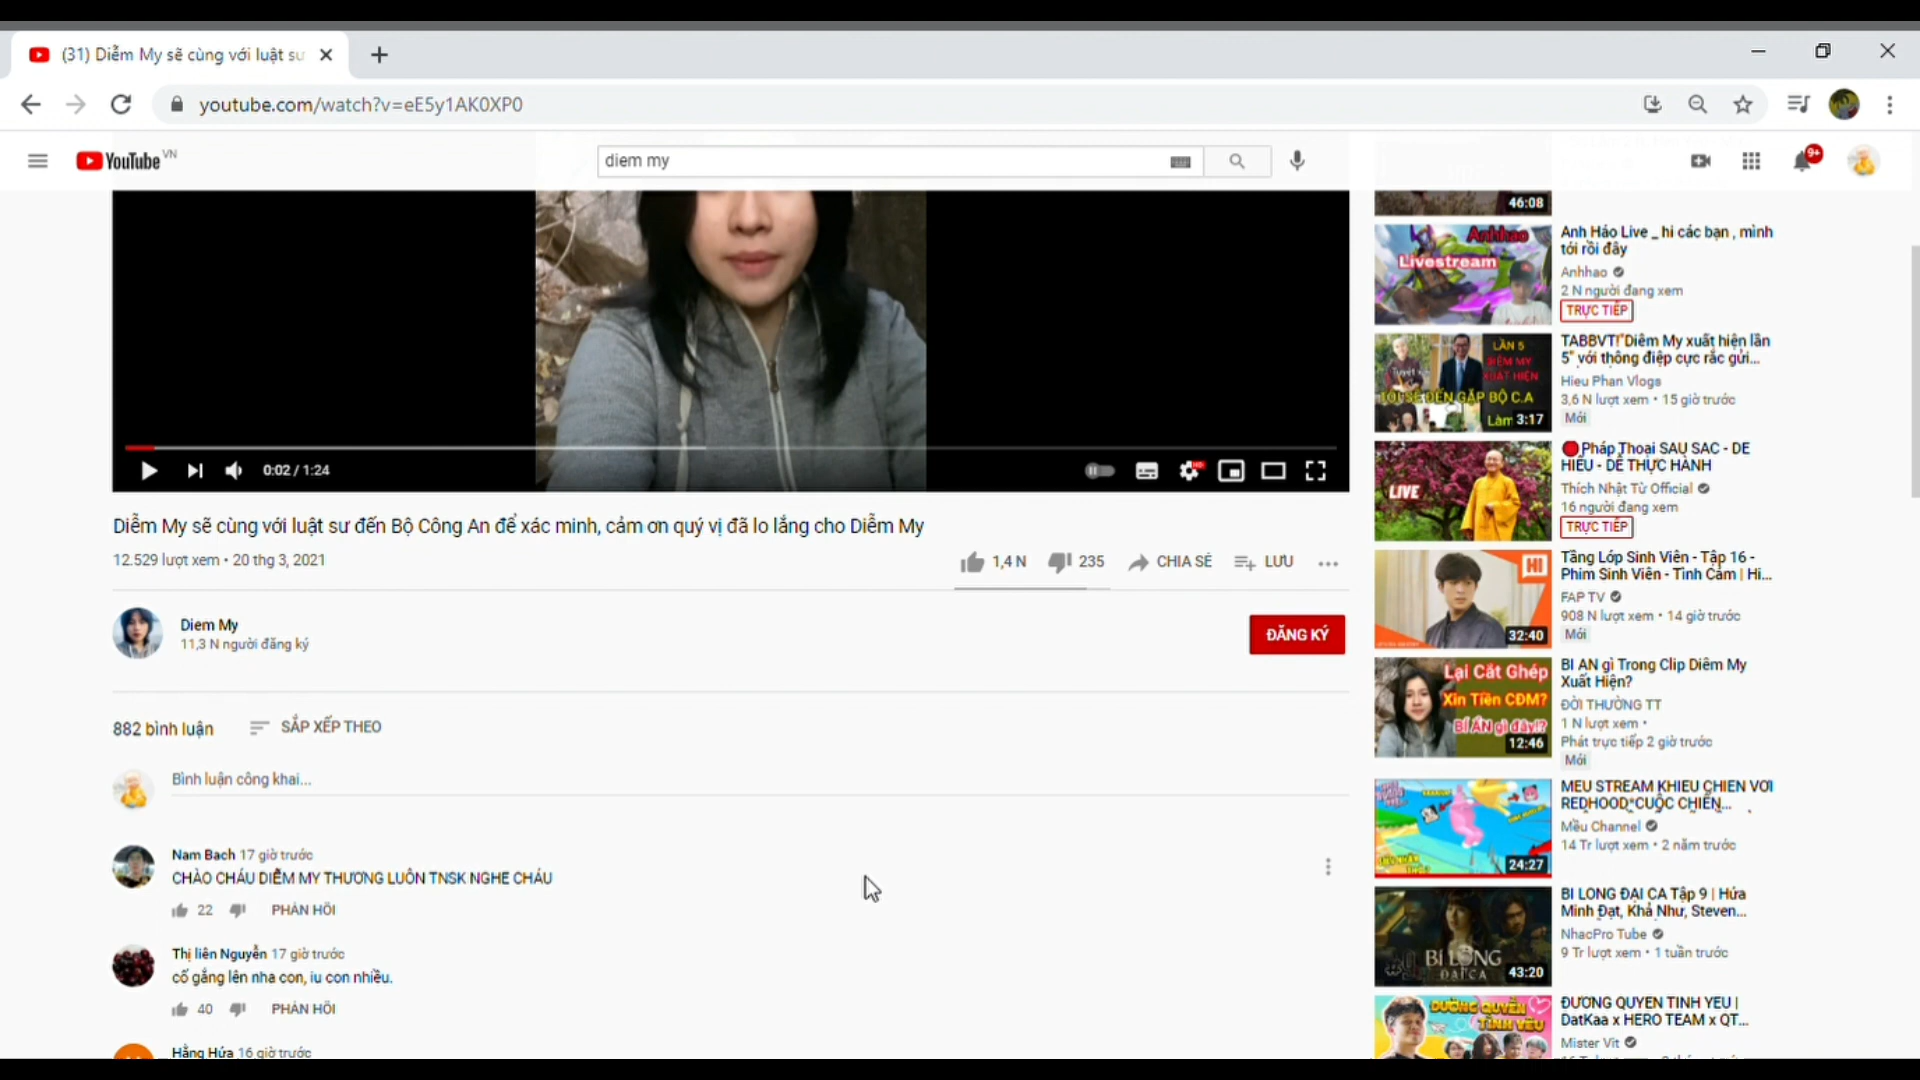 (31) Diễm My sẽ cùng với luật sư
youtube.com/watch?v=eE5y1AK0XP0
YouTube VN
diem my
9+
0:02 / 1:24
Diễm My sẽ cùng với luật sư đến Bộ Công An để xác minh, cảm ơn quý vị đã lo lắng cho Diễm My
12.529 lượt xem • 20 thg 3, 2021
1,4 N
235
CHIA SẺ
LƯU
Diem My
11,3 N người đăng ký
ĐĂNG KÝ
882 bình luận
SẮP XẾP THEO
Bình luận công khai...
Nam Bach 17 giờ trước
CHÀO CHÁU DIỄM MY THƯƠNG LUÔN TNSK NGHE CHÁU
22
PHẢN HỒI
Thị liên Nguyễn 17 giờ trước
cố gắng lên nha con, iu con nhiều.
40
PHẢN HỒI
Hằng Hứa 16 giờ trước
46:08
Anhhao
Livestream
Anh Hảo Live _ hi các bạn , mình
tới rồi đây
Anhhao
2 N người đang xem
TRỰC TIẾP
LẦN 5
DIỄM MY
XUẤT HIỆN
TÔI SẼ ĐẾN GẶP BỘ C.A
Làm
3:17
TABBVT!"Diêm My xuất hiện lần
5" với thông điệp cực rắc gửi...
Hieu Phan Vlogs
3,6 N lượt xem • 15 giờ trước
Mới
LIVE
Pháp Thoại SÂU SẮC - DỄ
HIỂU - DỄ THỰC HÀNH
Thích Nhật Từ Official
16 người đang xem
TRỰC TIẾP
HI
32:40
Tầng Lớp Sinh Viên - Tập 16 -
Phim Sinh Viên - Tình Cảm | Hi...
FAP TV
908 N lượt xem • 14 giờ trước
Mới
Lại Cắt Ghép
Xin Tiền CĐM?
BÍ ẨN gì đây!?
12:46
BÍ ẨN gì Trong Clip Diêm My
Xuất Hiện?
ĐỜI THƯỜNG TT
1 N lượt xem •
Phát trực tiếp 2 giờ trước
Mới
24:27
MỀU STREAM KHIÊU CHIẾN VỚI
REDHOOD"CUỘC CHIẾN...
Mều Channel
14 Tr lượt xem • 2 năm trước
BI LONG
ĐẠI CA
43:20
BI LONG ĐẠI CA Tập 9 | Hứa
Minh Đạt, Khả Như, Steven...
NhacPro Tube
9 Tr lượt xem • 1 tuần trước
ĐƯỜNG QUYỀN
TÌNH YÊU
ĐƯỜNG QUYỀN TÌNH YÊU |
DatKaa x HERO TEAM x QT...
Mister Vit